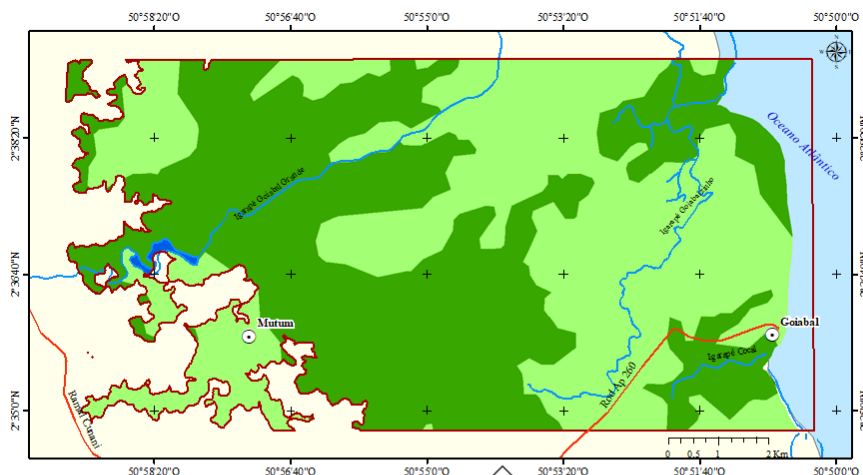 50°58'20"O 50°56'40"O 50°55'0"O 50°53'20"O 50°51'40"O 50°50'0"O
N
W E
S
2°38'20"N
Oceano Atlântico
Igarapé Goiabal Grande
Igarapé Goiabalzinho
2°36'40"N
Mutum
Goiabal
Igarapé Cocal
Rod Ap 260
Ramal Cunani
2°35'0"N
0 0.5 1 2 Km
50°58'20"O 50°56'40"O 50°55'0"O 50°53'20"O 50°51'40"O 50°50'0"O